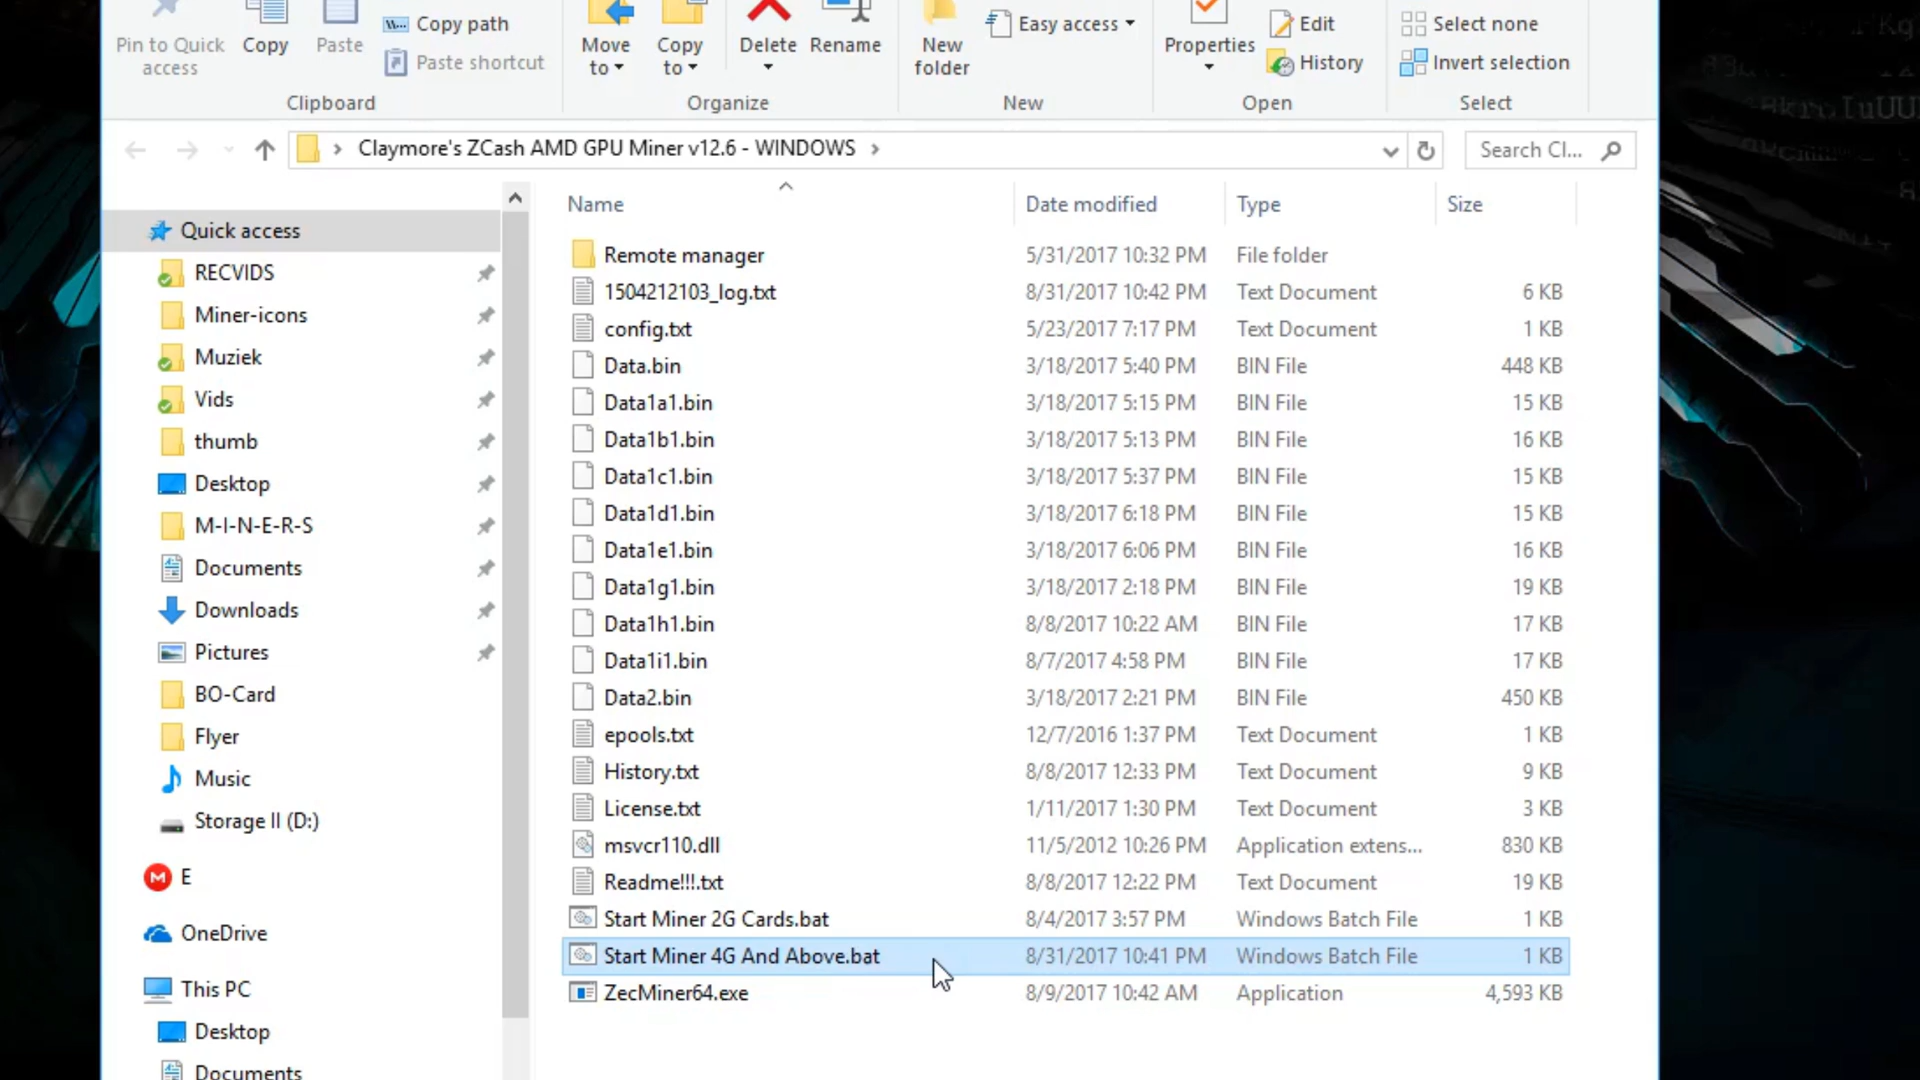 Pin to Quick access
Copy
Paste
Copy path
Paste shortcut
Move to
Copy to
Delete
Rename
New folder
Easy access
Properties
Edit
History
Select none
Invert selection
Clipboard
Organize
New
Open
Select
Claymore's ZCash AMD GPU Miner v12.6 - WINDOWS
Search Cl...
Quick access
RECVIDS
Miner-icons
Muziek
Vids
thumb
Desktop
M-I-N-E-R-S
Documents
Downloads
Pictures
BO-Card
Flyer
Music
Storage II (D:)
E
OneDrive
This PC
Desktop
Documents
Name Date modified Type Size
Remote manager 5/31/2017 10:32 PM File folder
1504212103_log.txt 8/31/2017 10:42 PM Text Document 6 KB
config.txt 5/23/2017 7:17 PM Text Document 1 KB
Data.bin 3/18/2017 5:40 PM BIN File 448 KB
Data1a1.bin 3/18/2017 5:15 PM BIN File 15 KB
Data1b1.bin 3/18/2017 5:13 PM BIN File 16 KB
Data1c1.bin 3/18/2017 5:37 PM BIN File 15 KB
Data1d1.bin 3/18/2017 6:18 PM BIN File 15 KB
Data1e1.bin 3/18/2017 6:06 PM BIN File 16 KB
Data1g1.bin 3/18/2017 2:18 PM BIN File 19 KB
Data1h1.bin 8/8/2017 10:22 AM BIN File 17 KB
Data1i1.bin 8/7/2017 4:58 PM BIN File 17 KB
Data2.bin 3/18/2017 2:21 PM BIN File 450 KB
epools.txt 12/7/2016 1:37 PM Text Document 1 KB
History.txt 8/8/2017 12:33 PM Text Document 9 KB
License.txt 1/11/2017 1:30 PM Text Document 3 KB
msvcr110.dll 11/5/2012 10:26 PM Application extens... 830 KB
Readme!!!.txt 8/8/2017 12:22 PM Text Document 19 KB
Start Miner 2G Cards.bat 8/4/2017 3:57 PM Windows Batch File 1 KB
Start Miner 4G And Above.bat 8/31/2017 10:41 PM Windows Batch File 1 KB
ZecMiner64.exe 8/9/2017 10:42 AM Application 4,593 KB